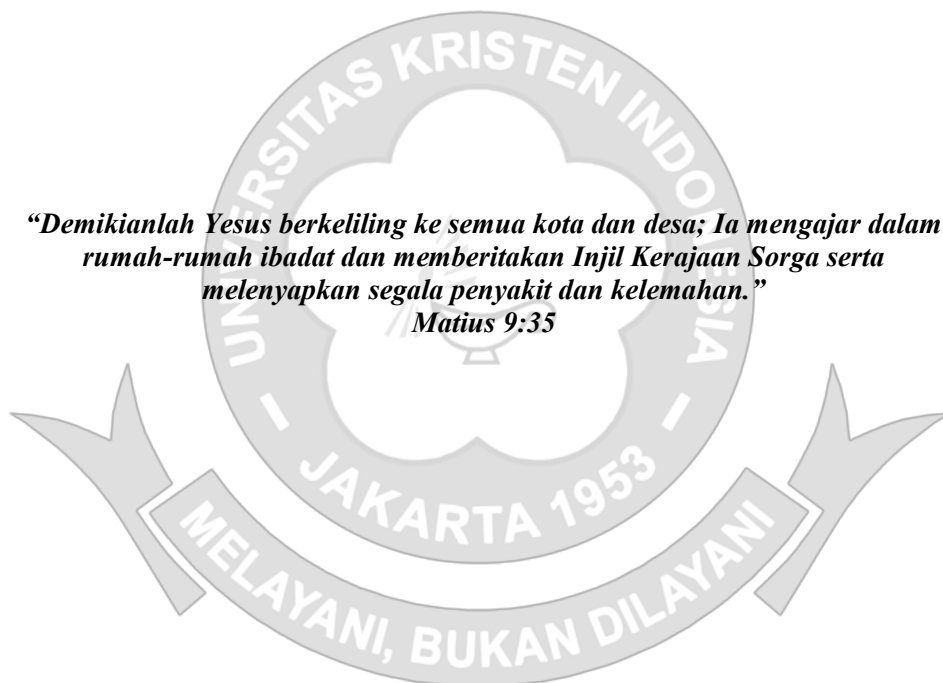 UNIVERSITAS KRISTEN INDONESIA
“Demikianlah Yesus berkeliling ke semua kota dan desa; Ia mengajar dalam
rumah-rumah ibadat dan memberitakan Injil Kerajaan Sorga serta
melenyapkan segala penyakit dan kelemahan.”
Matius 9:35
– JAKARTA 1953 –
MELAYANI, BUKAN DILAYANI